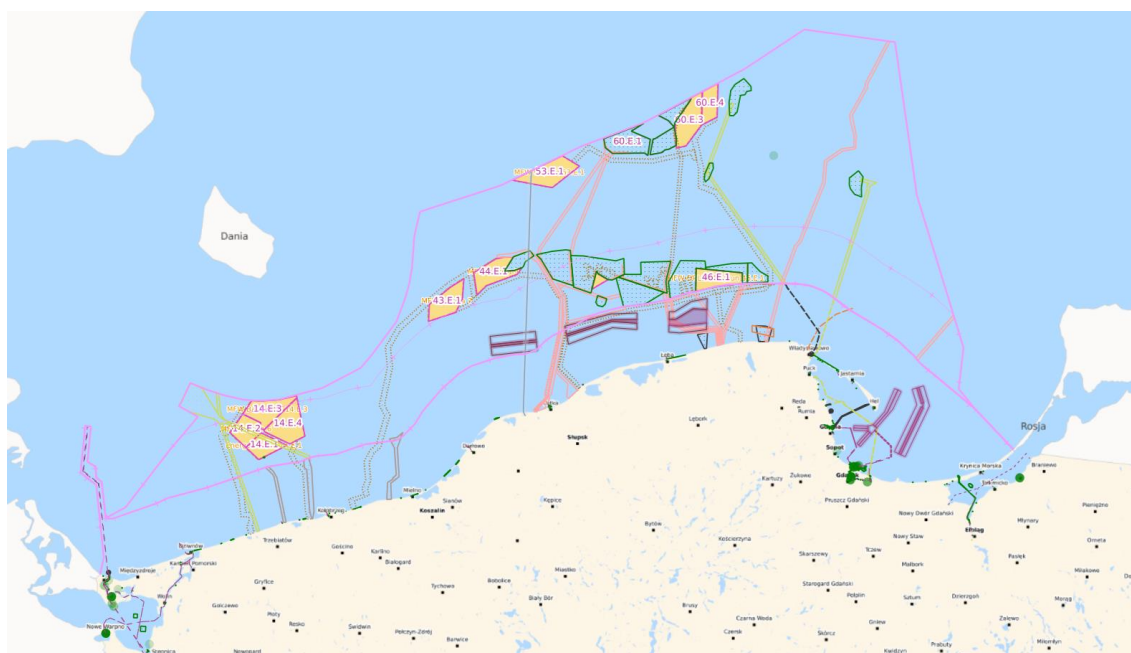 60.E.4
60.E.3
60.E.1
53.E.1
Dania
44.E.1
46.E.1
43.E.1
Władysławowo
Łeba
Puck
Jastarnia
Reda
Rumia
Hel
14.E.3
14.E.2
14.E.4
14.E.1
Ustka
Lębork
Gdynia
Rosja
Słupsk
Sopot
Darłowo
Krynica Morska
Braniewo
Gdańsk
Żukowo
Kartuzy
Tolkmicko
Mielno
Sianów
Kępice
Pruszcz Gdański
Pieniężno
Kołobrzeg
Koszalin
Nowy Dwór Gdański
Młynary
Bytów
Elbląg
Trzebiatów
Gościno
Karlino
Kościerzyna
Nowy Staw
Orneta
Kamień Pomorski
Białogard
Skarszewy
Tczew
Pasłęk
Międzyzdroje
Malbork
Miastko
Miłakowo
Gryfice
Tychowo
Bobolice
Starogard Gdański
Wolin
Golczewo
Płoty
Biały Bór
Brusy
Pelplin
Sztum
Dzierzgoń
Morąg
Nowe Warpno
Resko
Świdwin
Połczyn-Zdrój
Barwice
Czersk
Czarna Woda
Skórcz
Gniew
Prabuty
Zalewo
Miłomłyn
Stepnica
Nowogard
Kwidzyn